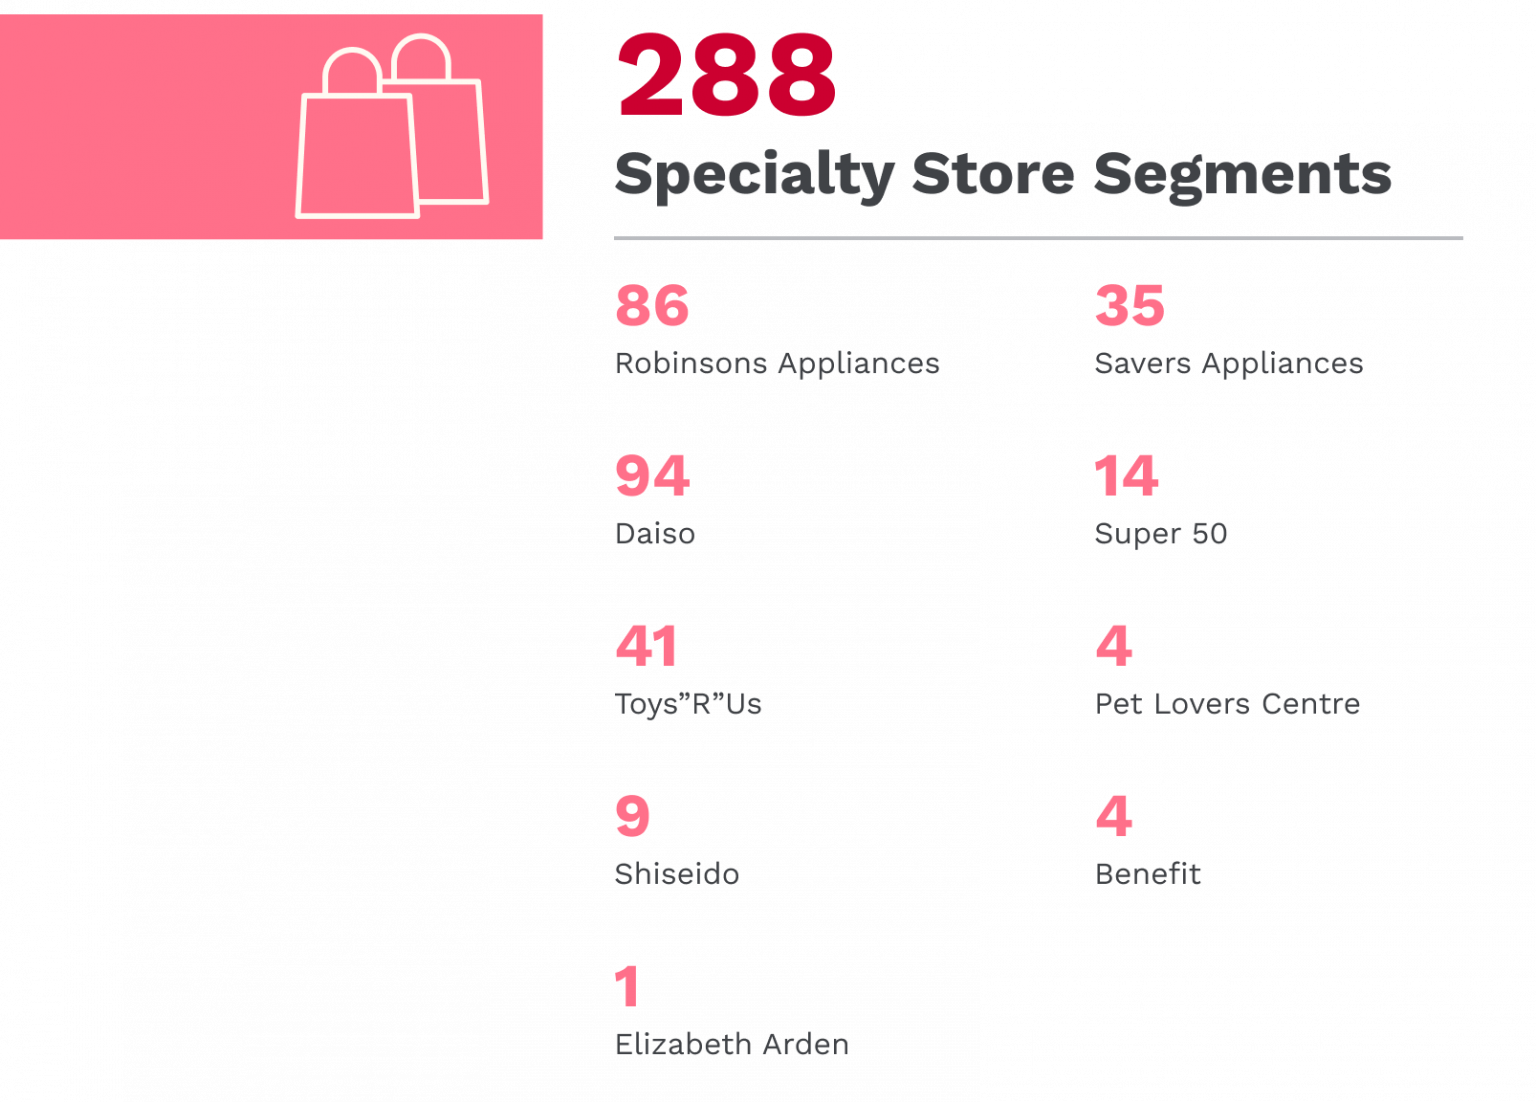 288
Specialty Store Segments
86
Robinsons Appliances
35
Savers Appliances
94
Daiso
14
Super 50
41
Toys”R”Us
4
Pet Lovers Centre
9
Shiseido
4
Benefit
1
Elizabeth Arden